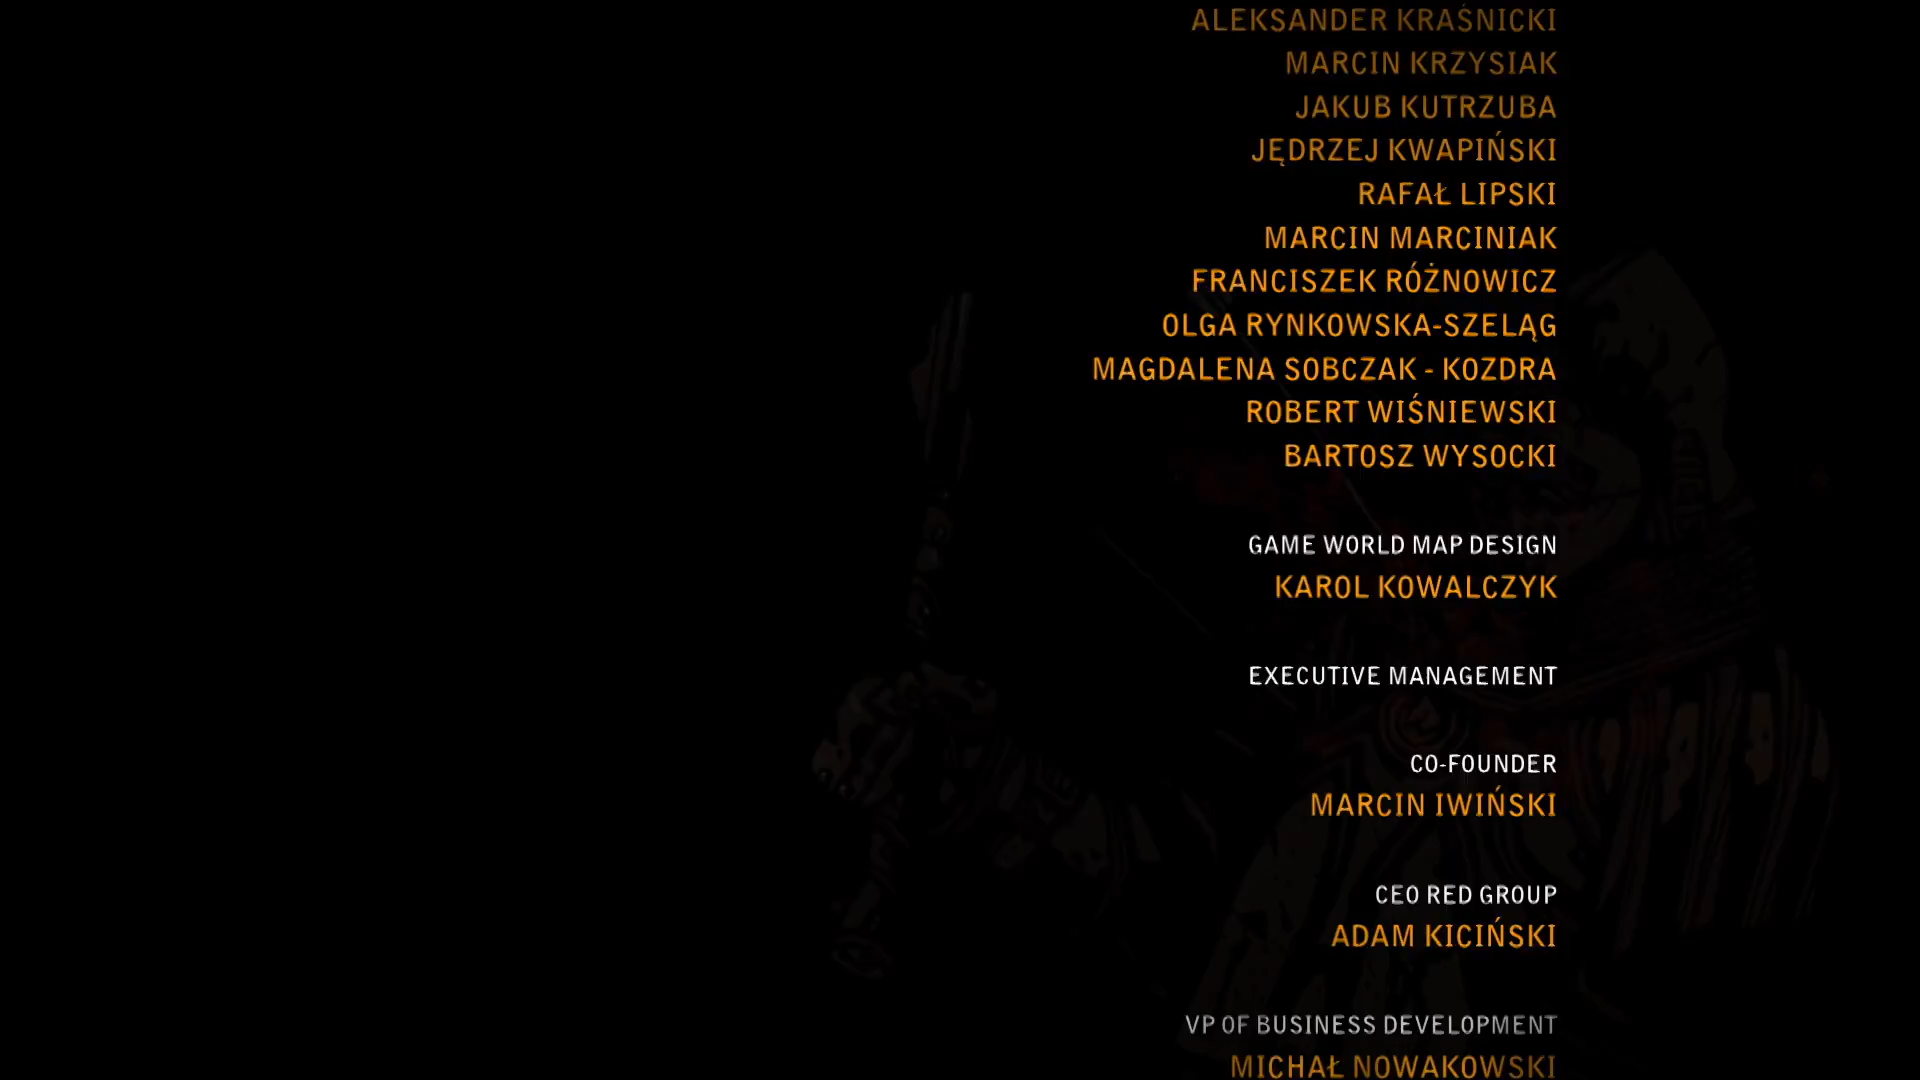 ALEKSANDER KRAŚNICKI
MARCIN KRZYSIAK
JAKUB KUTRZUBA
JĘDRZEJ KWAPIŃSKI
RAFAŁ LIPSKI
MARCIN MARCINIAK
FRANCISZEK RÓŻNOWICZ
OLGA RYNKOWSKA-SZELĄG
MAGDALENA SOBCZAK - KOZDRA
ROBERT WIŚNIEWSKI
BARTOSZ WYSOCKI
GAME WORLD MAP DESIGN
KAROL KOWALCZYK
EXECUTIVE MANAGEMENT
CO-FOUNDER
MARCIN IWIŃSKI
CEO RED GROUP
ADAM KICIŃSKI
VP OF BUSINESS DEVELOPMENT
MICHAŁ NOWAKOWSKI